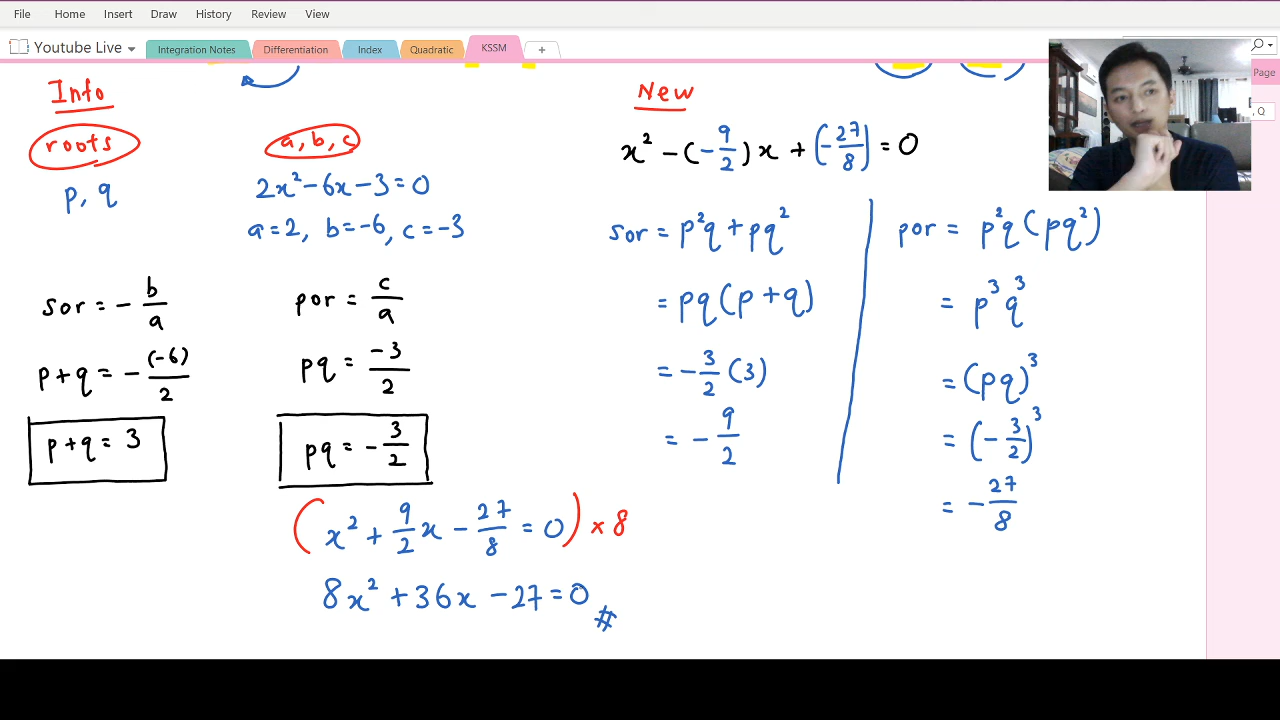 File Home Insert Draw History Review View
Youtube Live Integration Notes Differentiation Index Quadratic KSSM +
Page
Info
roots
p, q
a, b, c
2x² - 6x - 3 = 0
a = 2, b = -6, c = -3
sor = - b/a
p + q = - (-6)/2
p + q = 3
por = c/a
pq = -3/2
pq = - 3/2
(x² + 9/2 x - 27/8 = 0) × 8
8x² + 36x - 27 = 0 #
New
x² - (- 9/2) x + (- 27/8) = 0
sor = p²q + pq²
= pq (p + q)
= - 3/2 (3)
= - 9/2
por = p²q (pq²)
= p³q³
= (pq)³
= (- 3/2)³
= - 27/8
, Q